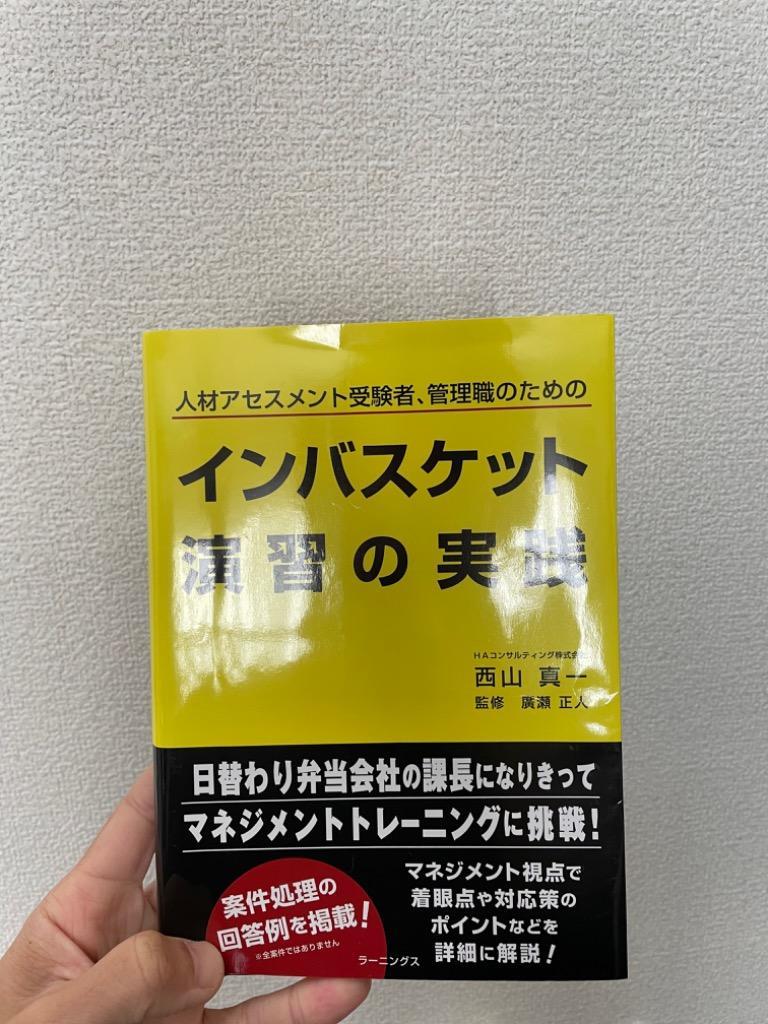 人材アセスメント受験者、管理職のための
インバスケット
演習の実践
HAコンサルティング株式会社
西山 真一
監修 廣瀬 正人
日替わり弁当会社の課長になりきって
マネジメントトレーニングに挑戦!
案件処理の
回答例を掲載!
※全案件ではありません
マネジメント視点で
着眼点や対応策の
ポイントなどを
詳細に解説!
ラーニングス